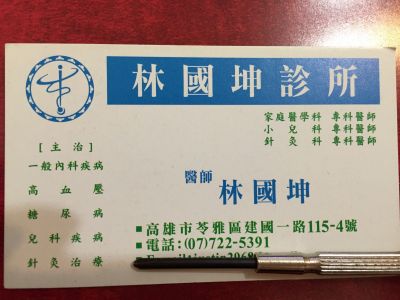 林國坤診所
家庭醫學科 專科醫師
小兒科 專科醫師
針灸科 專科醫師
[主治]
一般內科疾病
高血壓
糖尿病
兒科疾病
針灸治療
醫師 林國坤
■高雄市苓雅區建國一路115-4號
■電話:(07)722-5391